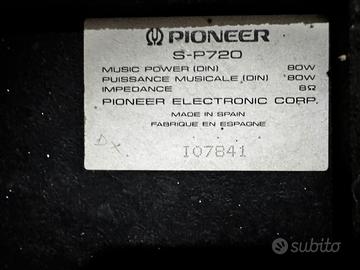 PIONEER
S-P720
MUSIC POWER (DIN) 80W
PUISSANCE MUSICALE (DIN) 80W
IMPEDANCE 8Ω
PIONEER ELECTRONIC CORP.
MADE IN SPAIN
FABRIQUE EN ESPAGNE
DX
IO7841
subito